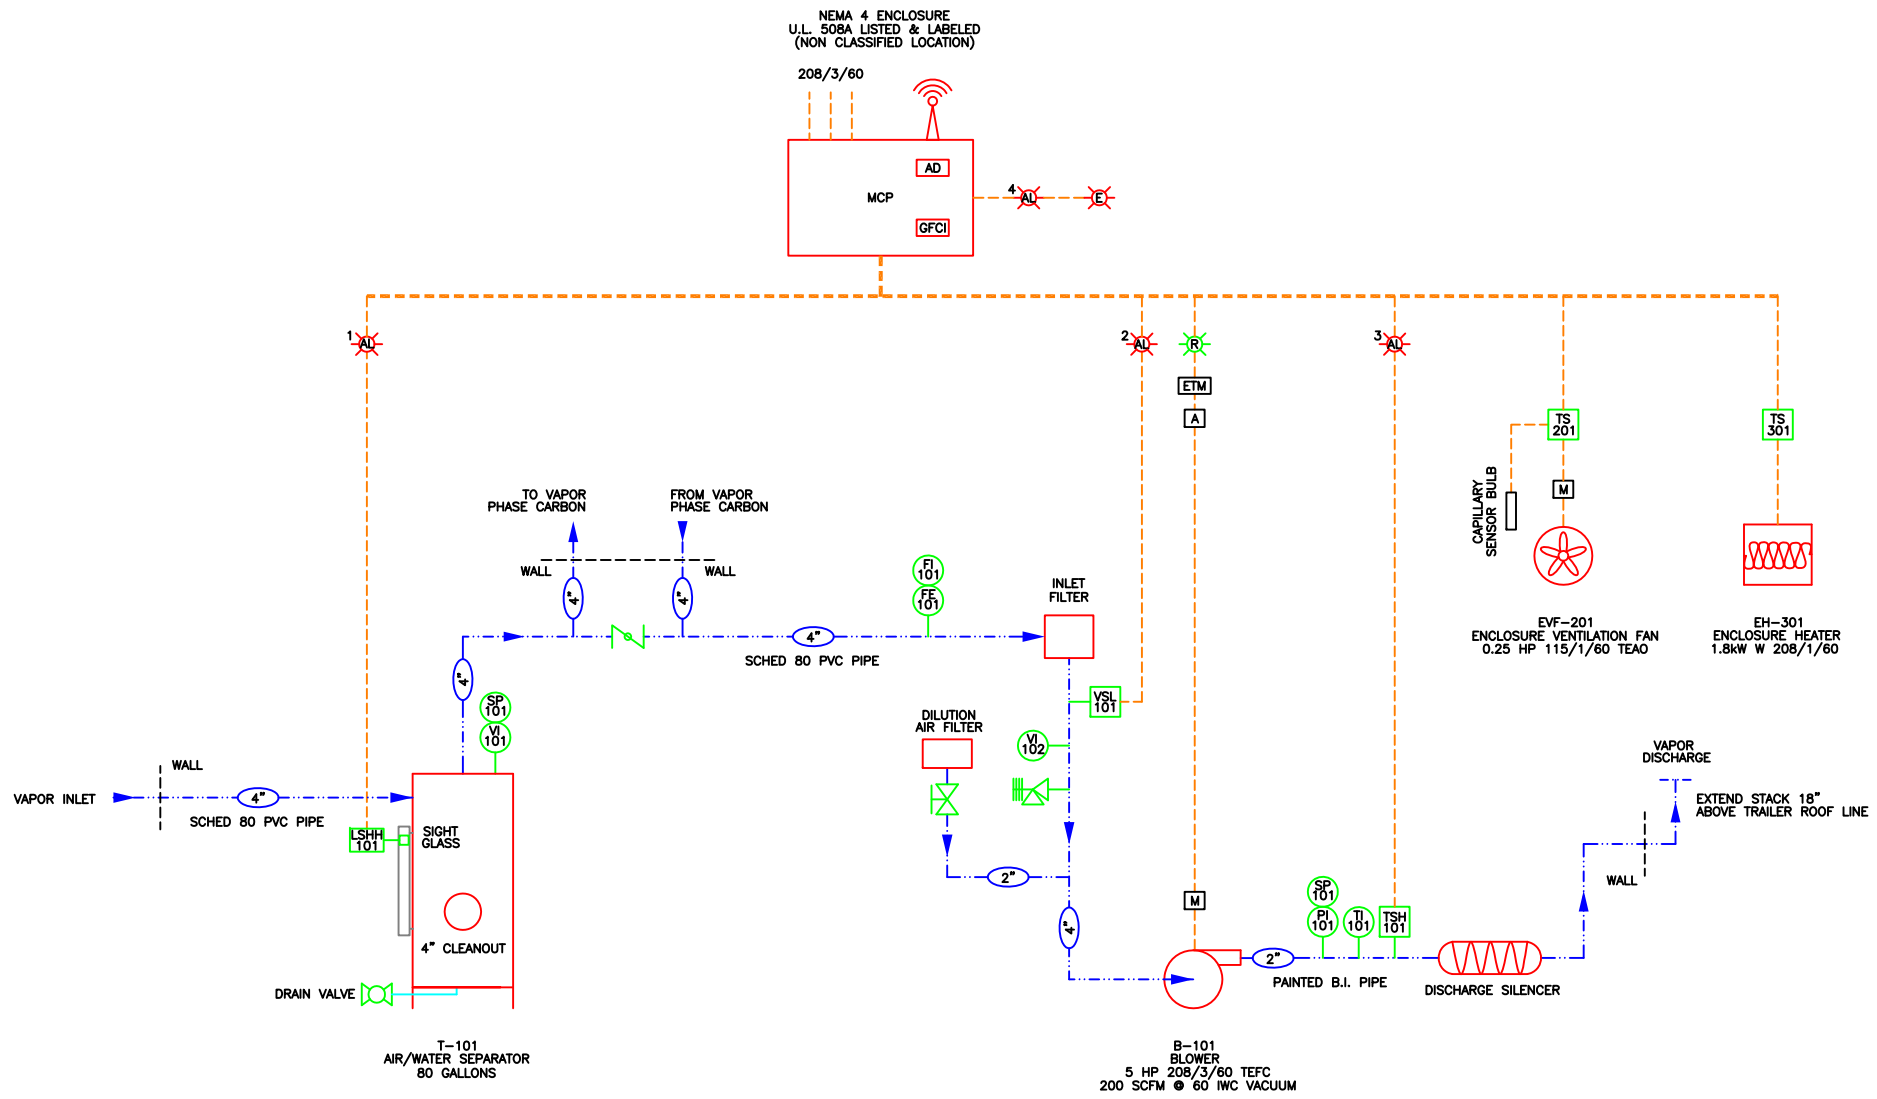 NEMA 4 ENCLOSURE
U.L. 508A LISTED & LABELED
(NON CLASSIFIED LOCATION)
208/3/60
AD
MCP
GFCI
4
AL
E
1
AL
2
AL
R
3
AL
ETM
A
TS
201
TS
301
CAPILLARY
SENSOR BULB
M
TO VAPOR
PHASE CARBON
FROM VAPOR
PHASE CARBON
WALL
WALL
4"
4"
FI
101
FE
101
INLET
FILTER
4"
SCHED 80 PVC PIPE
EVF-201
ENCLOSURE VENTILATION FAN
0.25 HP 115/1/60 TEAO
EH-301
ENCLOSURE HEATER
1.8kW W 208/1/60
4"
SP
101
VI
101
VSL
101
DILUTION
AIR FILTER
VI
102
WALL
VAPOR INLET
4"
SCHED 80 PVC PIPE
LSHH
101
SIGHT
GLASS
4" CLEANOUT
DRAIN VALVE
T-101
AIR/WATER SEPARATOR
80 GALLONS
2"
4"
M
B-101
BLOWER
5 HP 208/3/60 TEFC
200 SCFM @ 60 IWC VACUUM
2"
PAINTED B.I. PIPE
SP
101
PI
101
TI
101
TSH
101
DISCHARGE SILENCER
WALL
VAPOR
DISCHARGE
EXTEND STACK 18"
ABOVE TRAILER ROOF LINE